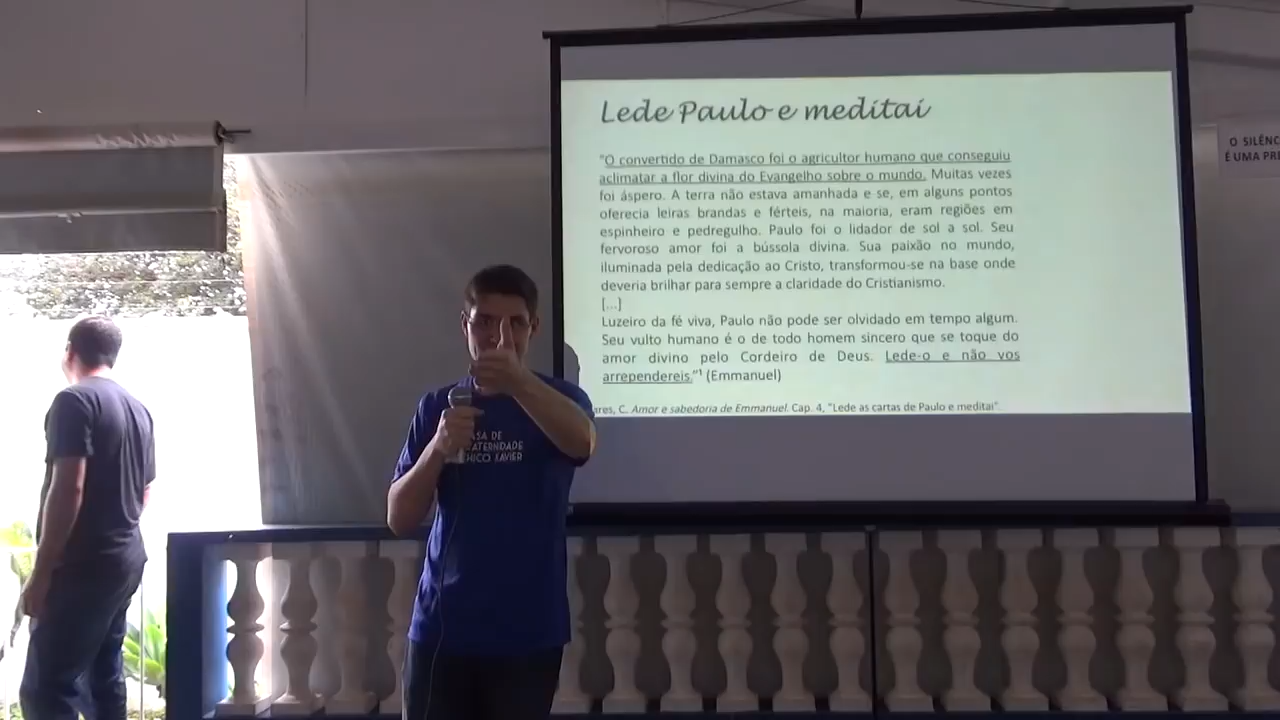 Lede Paulo e meditai
"O convertido de Damasco foi o agricultor humano que conseguiu
aclimatar a flor divina do Evangelho sobre o mundo. Muitas vezes
foi áspero. A terra não estava amanhada e se, em alguns pontos
oferecia leiras brandas e férteis, na maioria, eram regiões em
espinheiro e pedregulho. Paulo foi o lidador de sol a sol. Seu
fervoroso amor foi a bússola divina. Sua paixão no mundo,
iluminada pela dedicação ao Cristo, transformou-se na base onde
deveria brilhar para sempre a claridade do Cristianismo.
[...]
Luzeiro da fé viva, Paulo não pode ser olvidado em tempo algum.
Seu vulto humano é o de todo homem sincero que se toque do
amor divino pelo Cordeiro de Deus. Lede-o e não vos
arrependereis."¹ (Emmanuel)
ares, C. Amor e sabedoria de Emmanuel. Cap. 4, "Lede as cartas de Paulo e meditai".
O SILÊNC
É UMA PRE
ASA DE
ATERNIDADE
HICO XAVIER